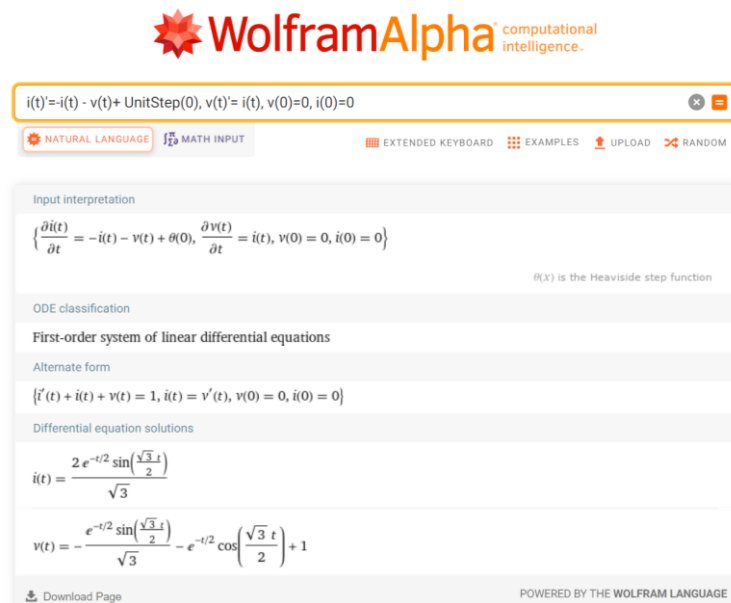 WolframAlpha computational intelligence.
i(t)'=-i(t) - v(t)+ UnitStep(0), v(t)'= i(t), v(0)=0, i(0)=0
NATURAL LANGUAGE ∫Σ∂π MATH INPUT EXTENDED KEYBOARD EXAMPLES UPLOAD RANDOM
Input interpretation
{∂i(t)/∂t = -i(t) - v(t) + θ(0), ∂v(t)/∂t = i(t), v(0) = 0, i(0) = 0}
θ(x) is the Heaviside step function
ODE classification
First-order system of linear differential equations
Alternate form
{i'(t) + i(t) + v(t) = 1, i(t) = v'(t), v(0) = 0, i(0) = 0}
Differential equation solutions
i(t) = (2 e^(-t/2) sin((√3 t)/2))/√3
v(t) = -(e^(-t/2) sin((√3 t)/2))/√3 - e^(-t/2) cos((√3 t)/2) + 1
Download Page POWERED BY THE WOLFRAM LANGUAGE